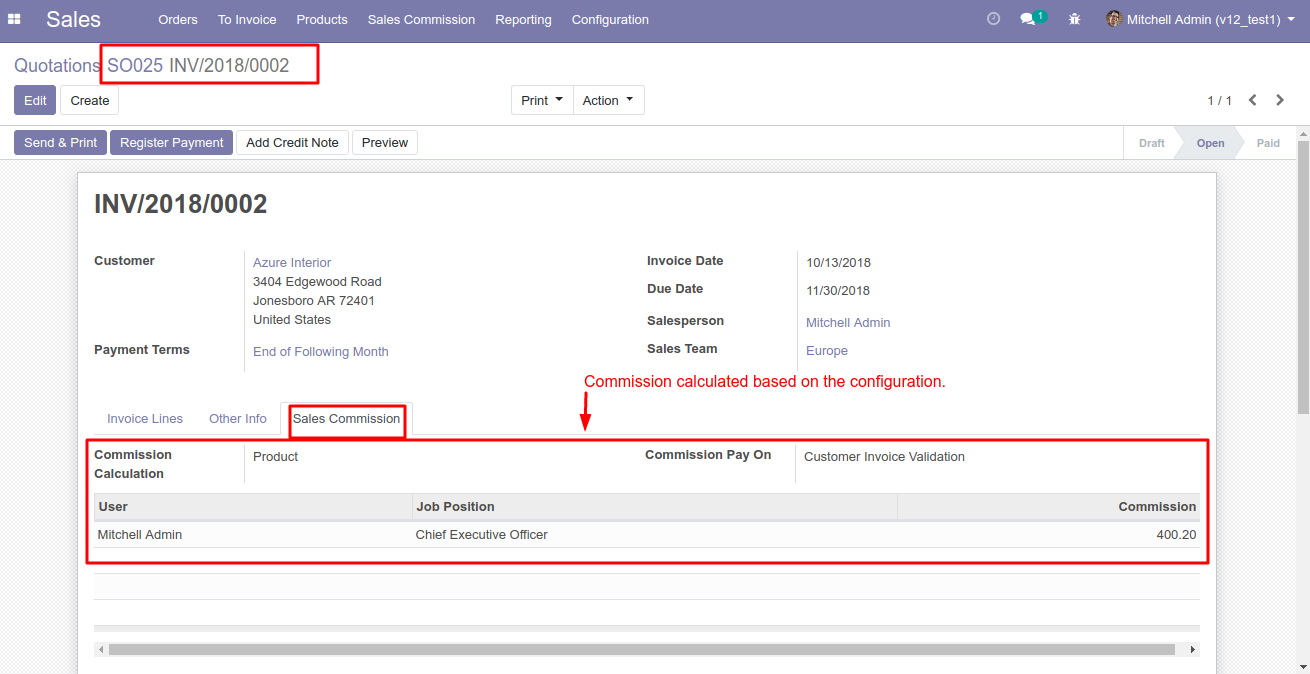 Sales Orders To Invoice Products Sales Commission Reporting Configuration 1 Mitchell Admin (v12_test1)
Quotations SO025 INV/2018/0002
Edit Create Print Action 1 / 1
Send & Print Register Payment Add Credit Note Preview Draft Open Paid
INV/2018/0002
Customer Azure Interior Invoice Date 10/13/2018
3404 Edgewood Road
Jonesboro AR 72401 Due Date 11/30/2018
United States Salesperson Mitchell Admin
Payment Terms End of Following Month Sales Team Europe
Commission calculated based on the configuration.
Invoice Lines Other Info Sales Commission
Commission Calculation Product Commission Pay On Customer Invoice Validation
User Job Position Commission
Mitchell Admin Chief Executive Officer 400.20